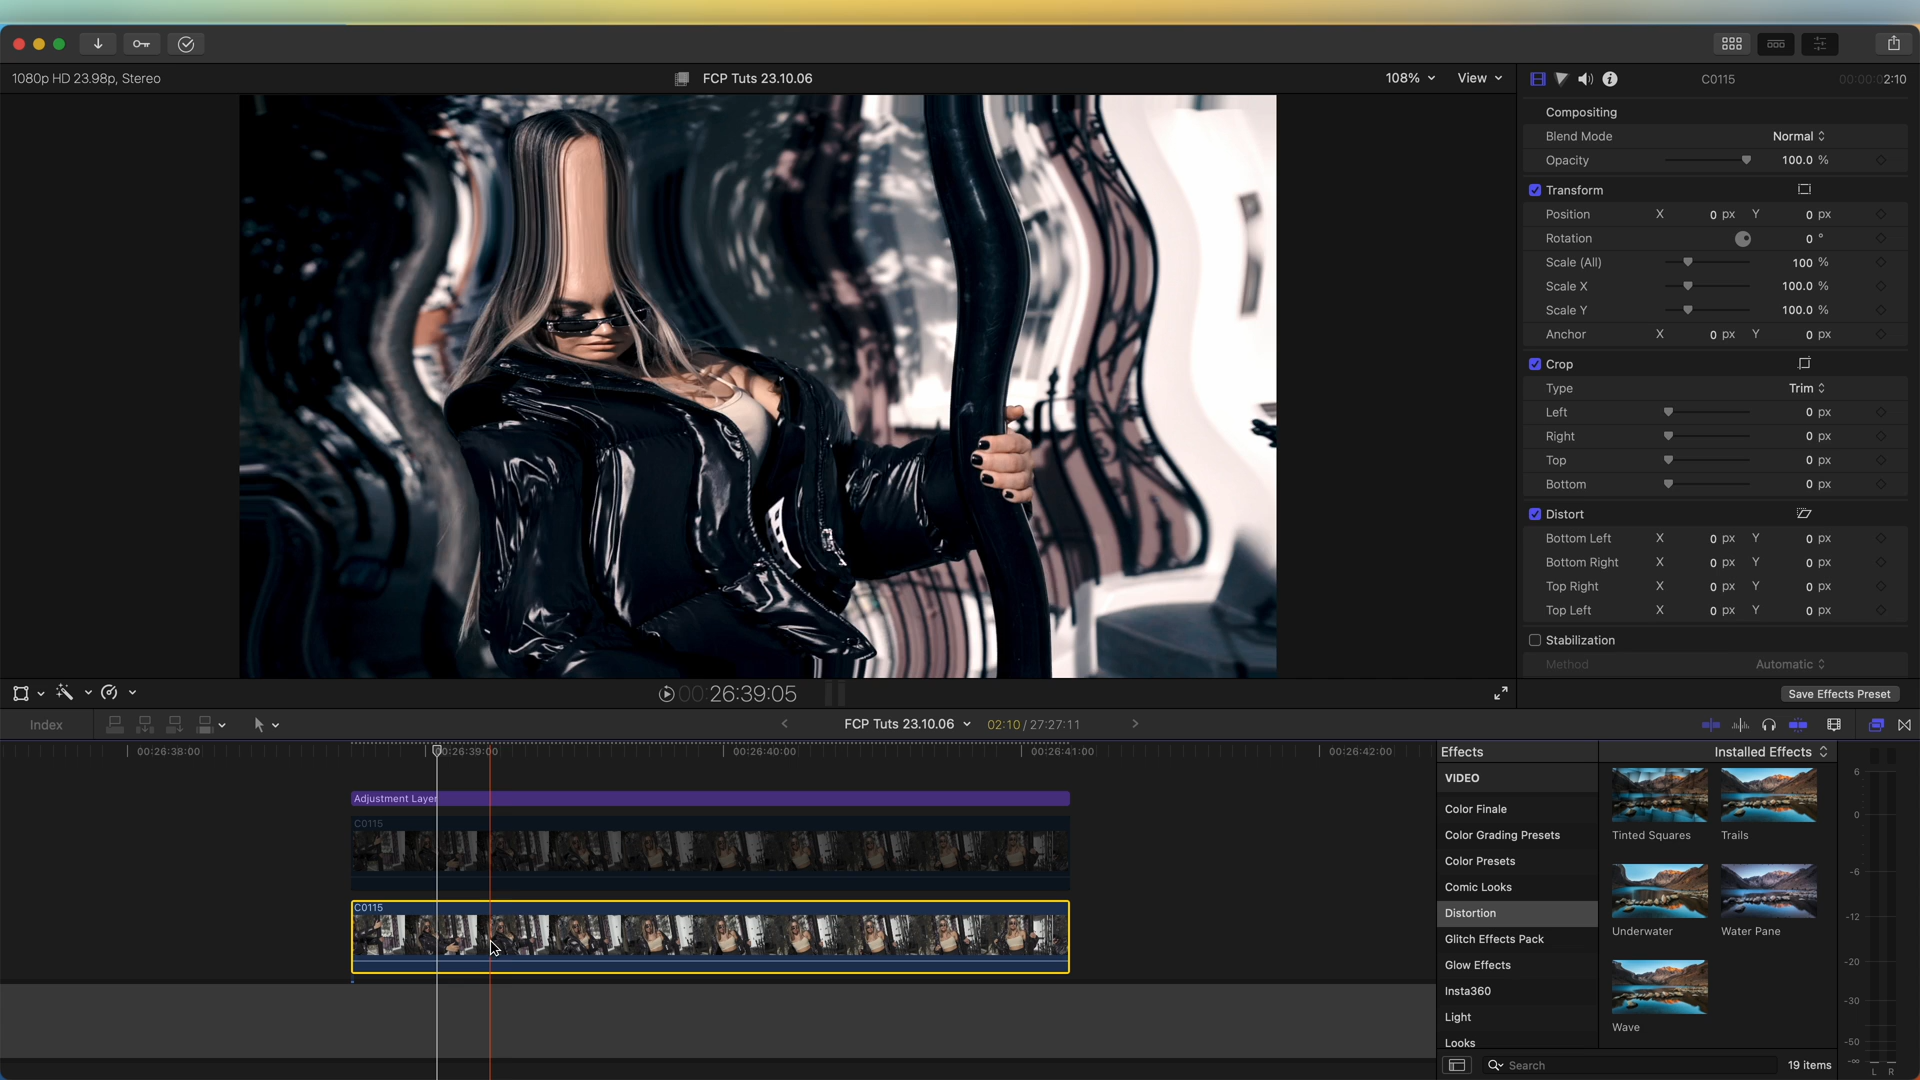 1080p HD 23.98p, Stereo
FCP Tuts 23.10.06
108%
View
C0115
00:00:02:10
Compositing
Blend Mode Normal
Opacity 100.0 %
Transform
Position X 0 px Y 0 px
Rotation 0 °
Scale (All) 100 %
Scale X 100.0 %
Scale Y 100.0 %
Anchor X 0 px Y 0 px
Crop
Type Trim
Left 0 px
Right 0 px
Top 0 px
Bottom 0 px
Distort
Bottom Left X 0 px Y 0 px
Bottom Right X 0 px Y 0 px
Top Right X 0 px Y 0 px
Top Left X 0 px Y 0 px
Stabilization
Method Automatic
00:26:39:05
Save Effects Preset
Index
FCP Tuts 23.10.06
02:10 / 27:27:11
00:26:38:00
00:26:39:00
00:26:40:00
00:26:41:00
00:26:42:00
Adjustment Layer
C0115
C0115
Effects
Installed Effects
VIDEO
Color Finale
Color Grading Presets
Color Presets
Comic Looks
Distortion
Glitch Effects Pack
Glow Effects
Insta360
Light
Looks
Tinted Squares
Trails
Underwater
Water Pane
Wave
Search
19 items
6
0
-6
-12
-20
-30
-50
-∞
L R